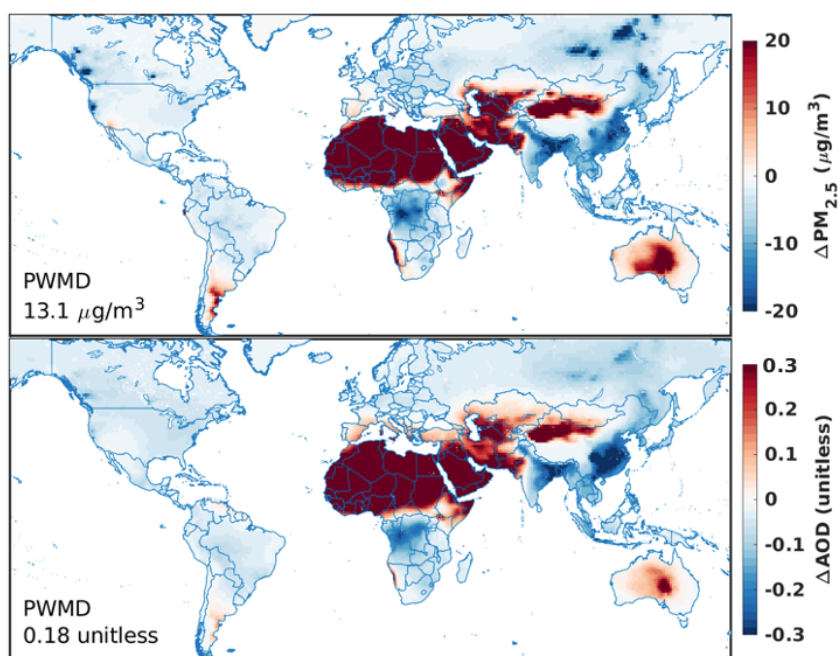 20
10
0
-10
-20
ΔPM2.5 (μg/m3)
PWMD
13.1 μg/m3
0.3
0.2
0.1
0
-0.1
-0.2
-0.3
ΔAOD (unitless)
PWMD
0.18 unitless